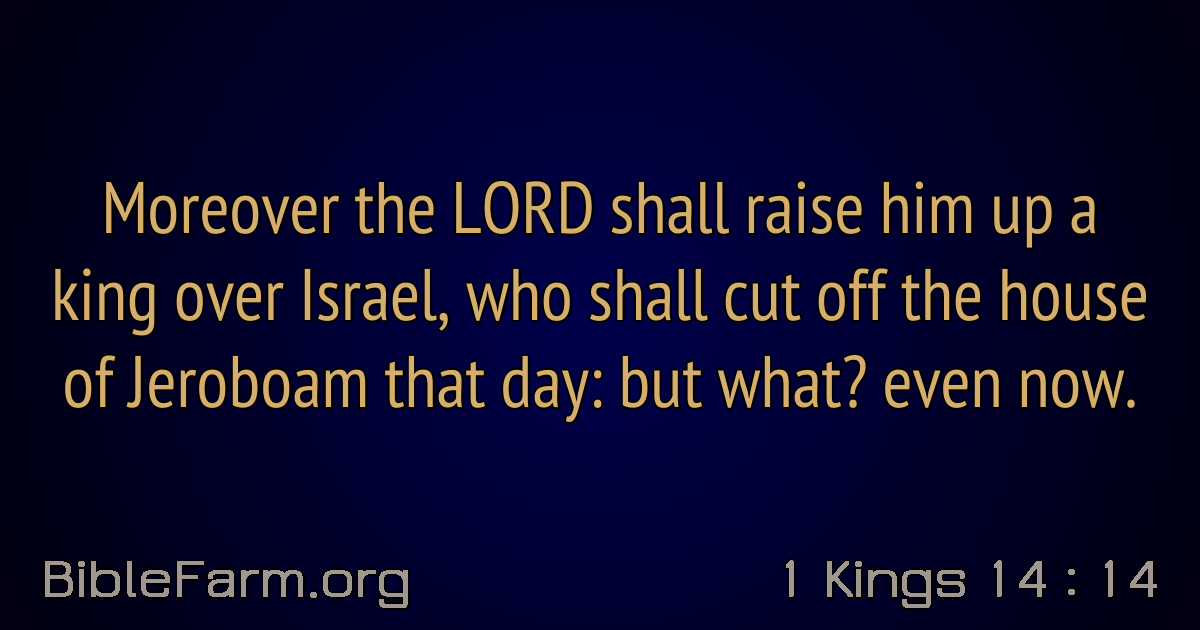 Moreover the LORD shall raise him up a
king over Israel, who shall cut off the house
of Jeroboam that day: but what? even now.
BibleFarm.org
1 Kings 14 : 14